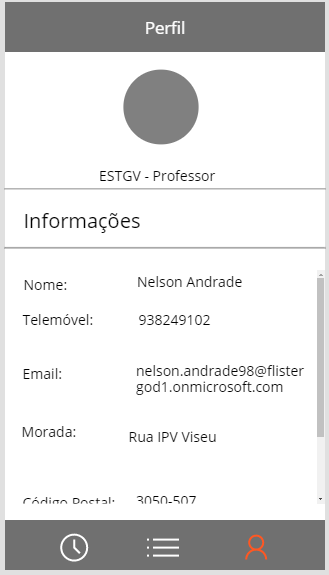 Perfil
ESTGV - Professor
Informações
Nome: Nelson Andrade
Telemóvel: 938249102
Email: nelson.andrade98@flister
god1.onmicrosoft.com
Morada: Rua IPV Viseu
Código Postal: 3050-507